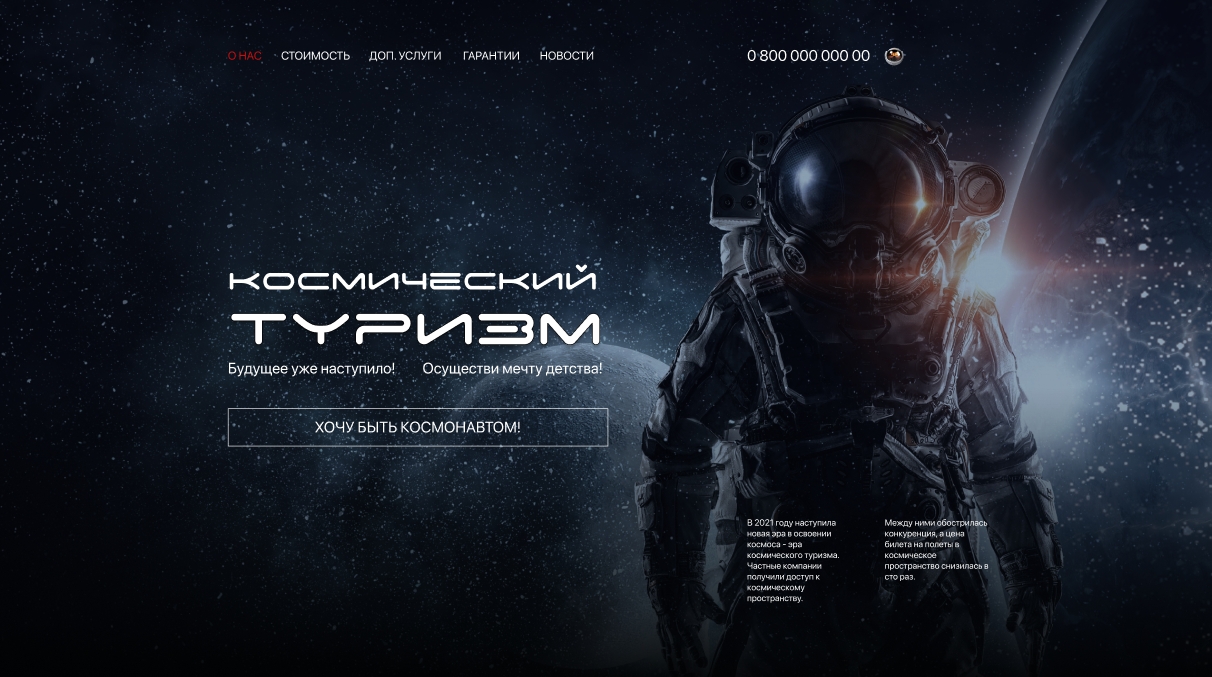 О НАС СТОИМОСТЬ ДОП. УСЛУГИ ГАРАНТИИ НОВОСТИ
0 800 000 000 00
КОСМИЧЕСКИЙ
ТУРИЗМ
Будущее уже наступило! Осуществи мечту детства!
ХОЧУ БЫТЬ КОСМОНАВТОМ!
В 2021 году наступила
новая эра в освоении
космоса - эра
космического туризма.
Частные компании
получили доступ к
космическому
пространству.
Между ними обострилась
конкуренция, а цена
билета на полеты в
космическое
пространство снизилась в
сто раз.